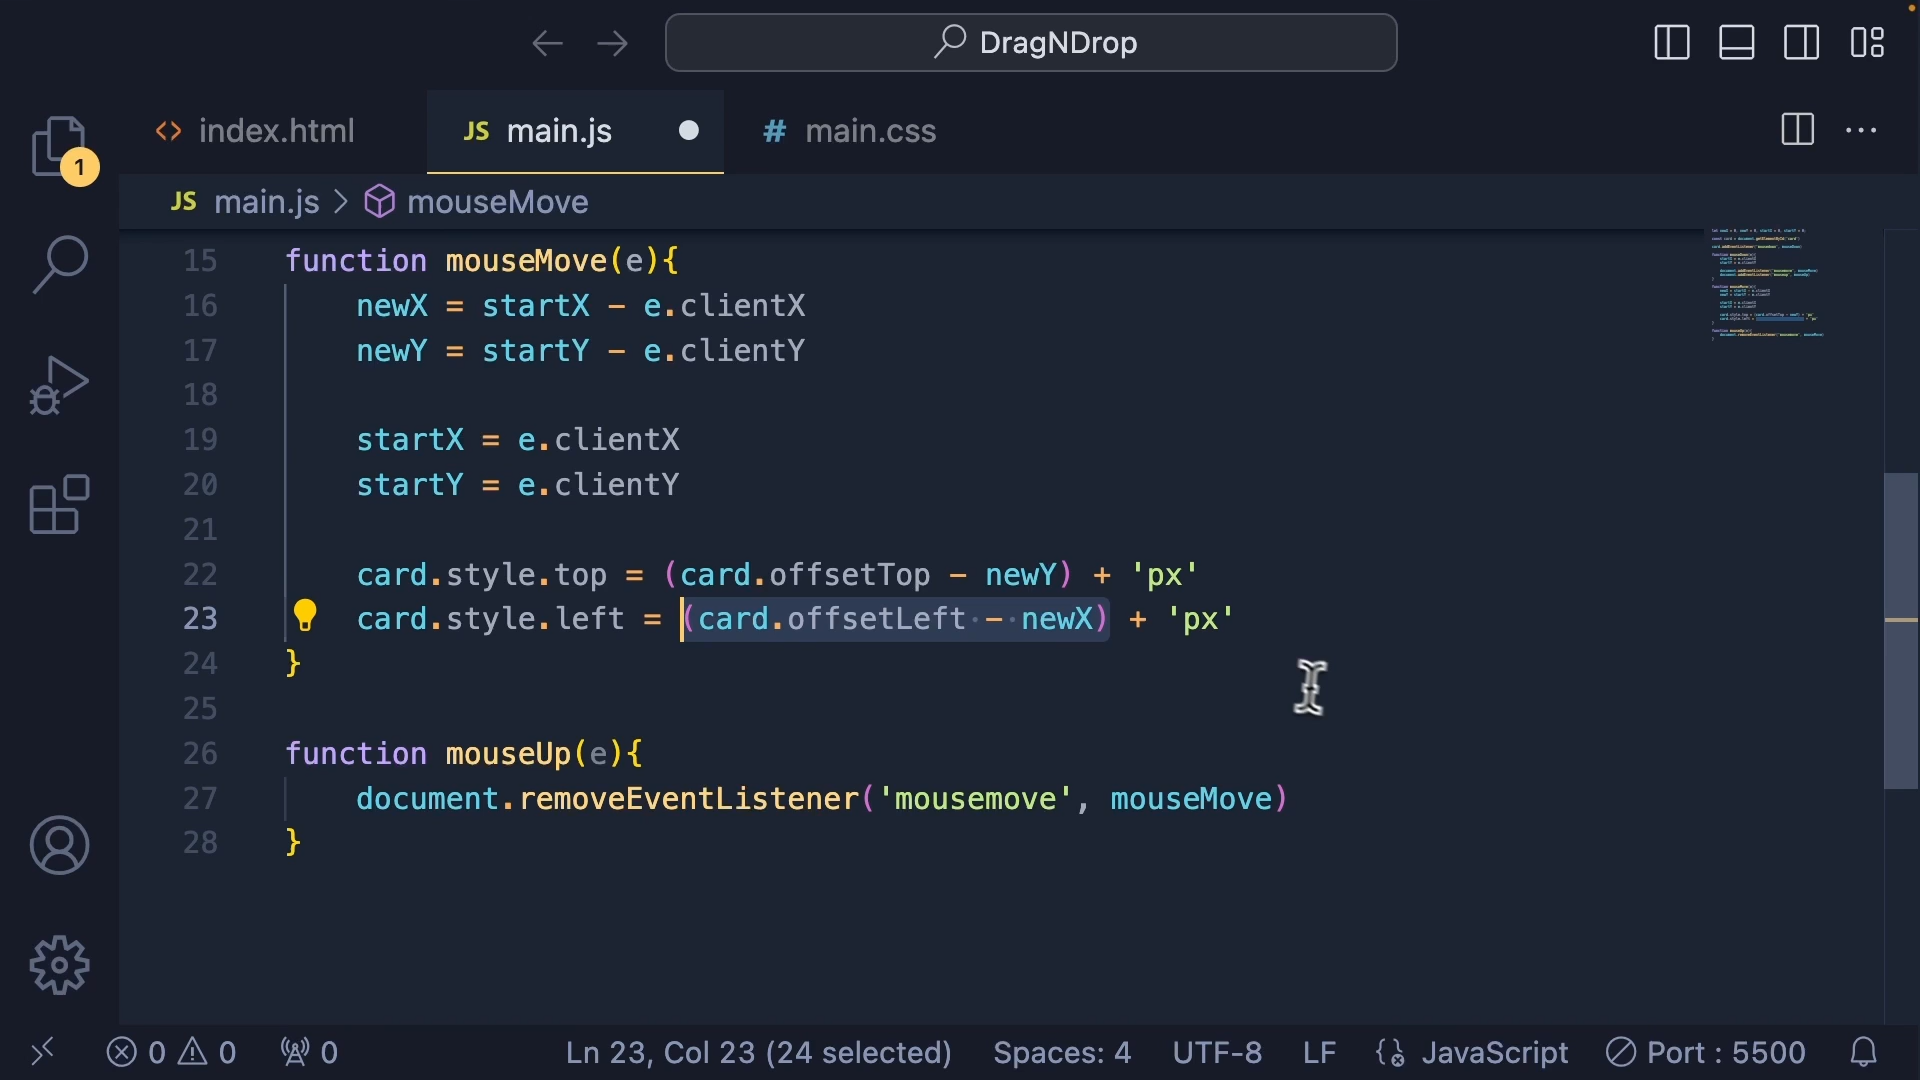 DragNDrop
index.html
JS main.js
# main.css
1
JS main.js > mouseMove
15 function mouseMove(e){
16 newX = startX - e.clientX
17 newY = startY - e.clientY
18
19 startX = e.clientX
20 startY = e.clientY
21
22 card.style.top = (card.offsetTop - newY) + 'px'
23 card.style.left = (card.offsetLeft - newX) + 'px'
24 }
25
26 function mouseUp(e){
27 document.removeEventListener('mousemove', mouseMove)
28 }
0 0 0 Ln 23, Col 23 (24 selected) Spaces: 4 UTF-8 LF JavaScript Port : 5500